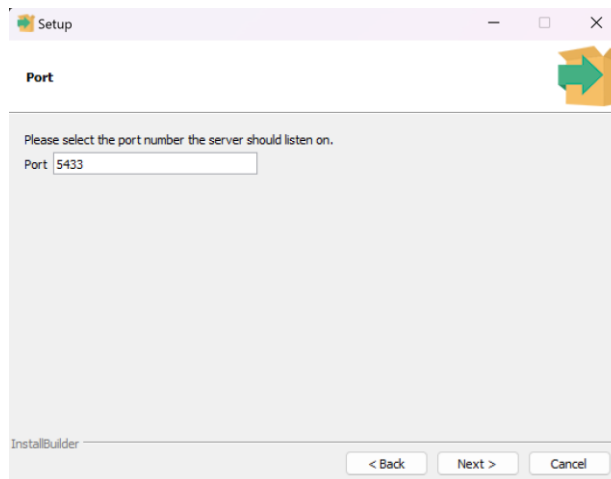 Setup
Port
Please select the port number the server should listen on.
Port 5433
InstallBuilder
< Back Next > Cancel